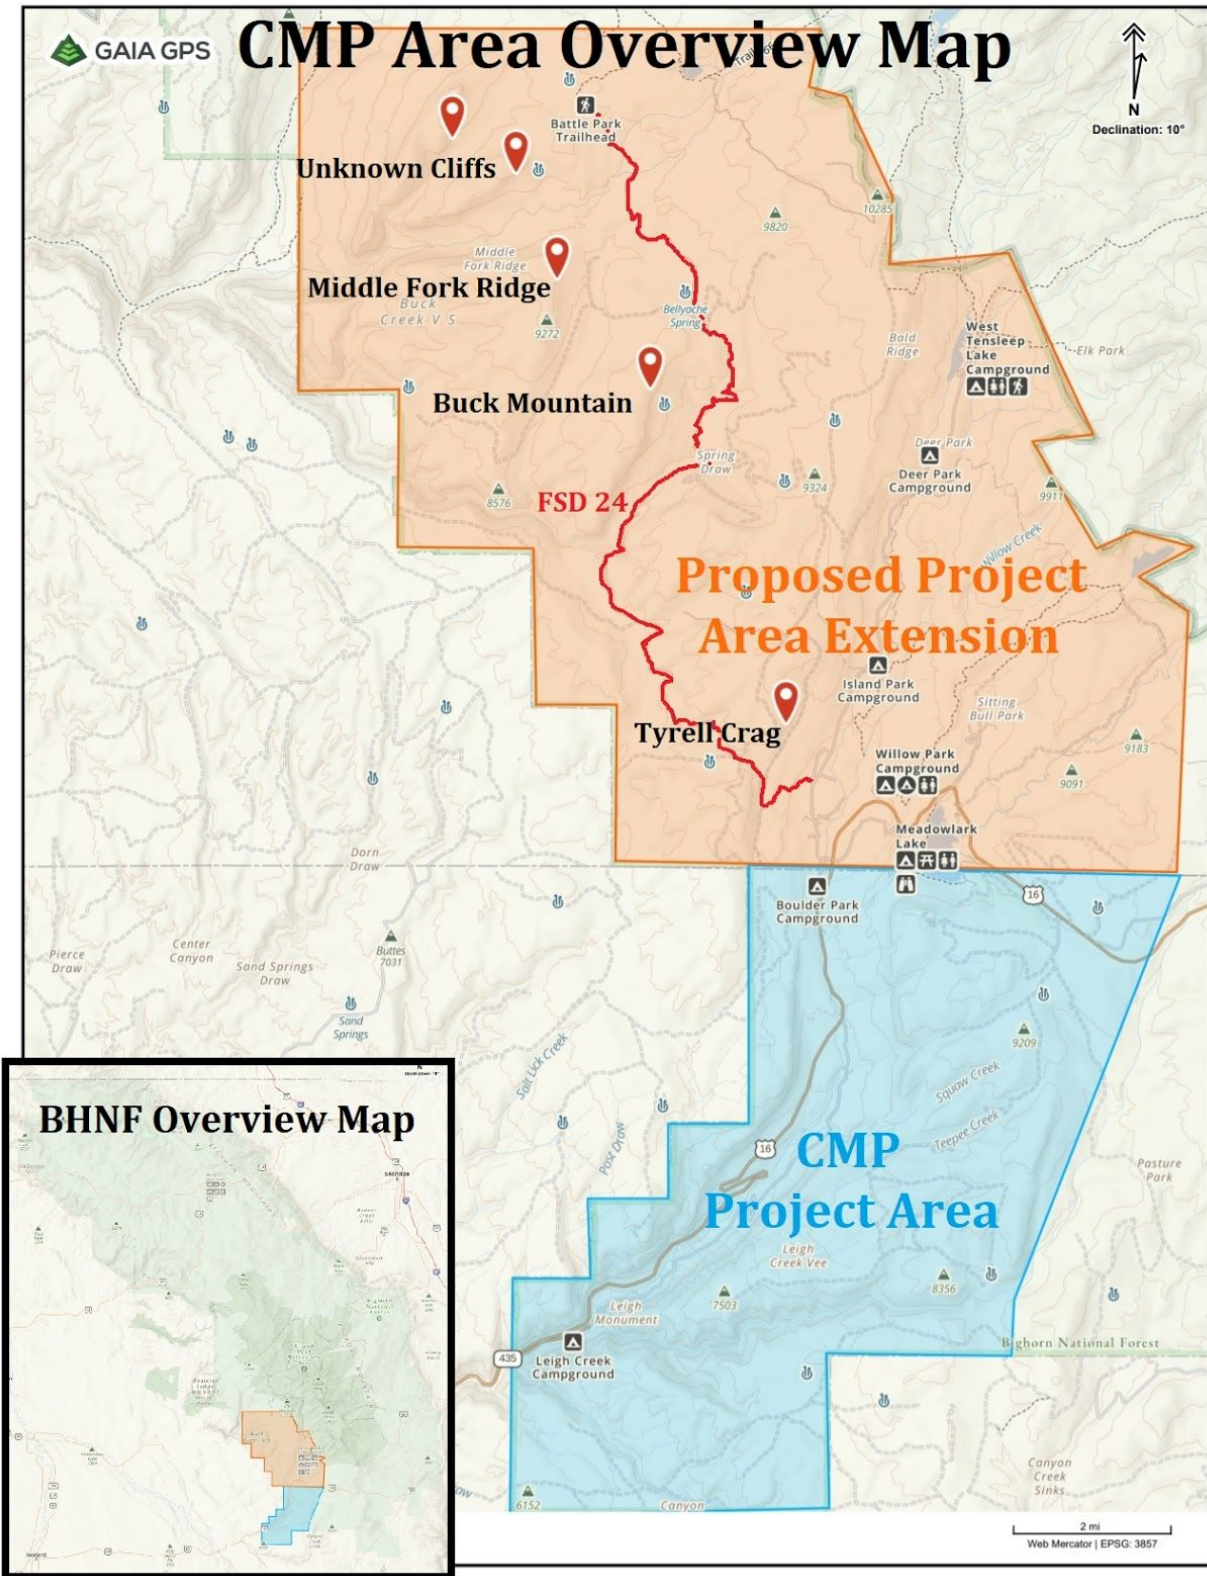 GAIA GPS
CMP Area Overview Map
N
Declination: 10°
Battle Park
Trailhead
Unknown Cliffs
10285
9820
Middle
Fork Ridge
Middle Fork Ridge
Buck
Creek V S
9272
Bellyache
Spring
Bald
Ridge
West
Tensleep
Lake
Campground
Elk Park
Buck Mountain
Spring
Draw
Deer Park
Deer Park
Campground
8576
FSD 24
9324
9911
Willow Creek
Proposed Project
Area Extension
Island Park
Campground
Sitting
Bull Park
Tyrell Crag
9183
Willow Park
Campground
9091
Meadowlark
Lake
Dorn
Draw
Boulder Park
Campground
16
Pierce
Draw
Center
Canyon
Sand Springs
Draw
Buttes
7031
Sand
Springs
9209
Salt Lick Creek
Squaw Creek
Teepee Creek
Post Draw
16
CMP
Project Area
Pasture
Park
Leigh
Creek Vee
8356
7503
Leigh
Monument
Bighorn National Forest
435
Leigh Creek
Campground
Canyon
Creek
Sinks
6152
Canyon
2 mi
Web Mercator | EPSG: 3857
BHNF Overview Map